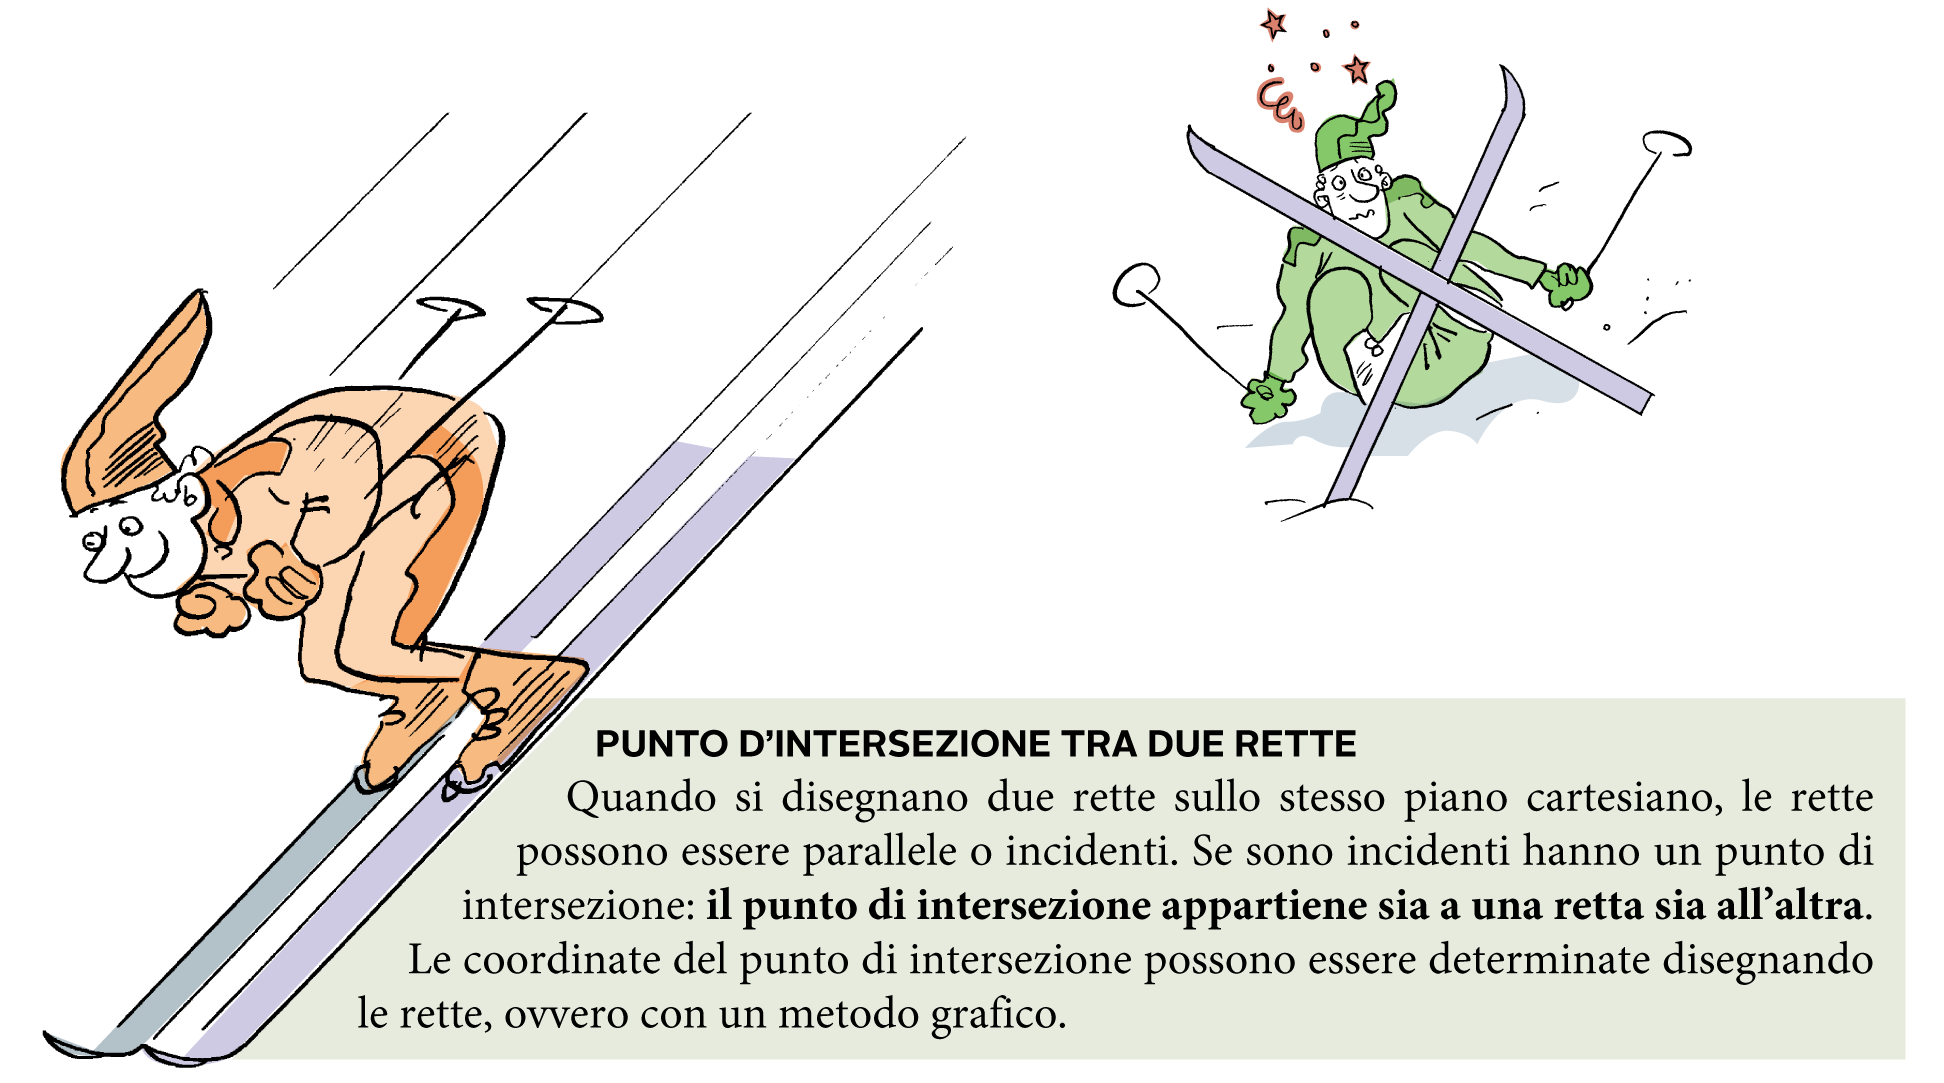 PUNTO D’INTERSEZIONE TRA DUE RETTE
Quando si disegnano due rette sullo stesso piano cartesiano, le rette
possono essere parallele o incidenti. Se sono incidenti hanno un punto di
intersezione: il punto di intersezione appartiene sia a una retta sia all’altra.
Le coordinate del punto di intersezione possono essere determinate disegnando
le rette, ovvero con un metodo grafico.